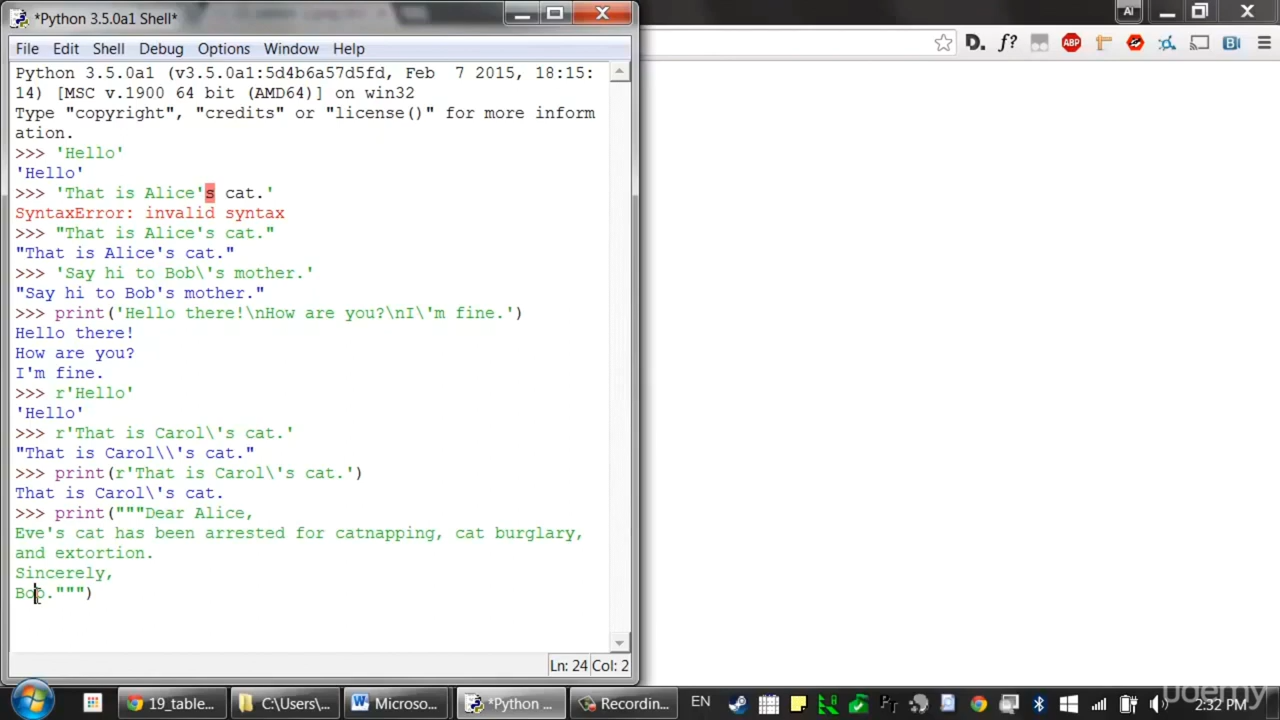 *Python 3.5.0a1 Shell*
File Edit Shell Debug Options Window Help
Python 3.5.0a1 (v3.5.0a1:5d4b6a57d5fd, Feb  7 2015, 18:15:
14) [MSC v.1900 64 bit (AMD64)] on win32
Type "copyright", "credits" or "license()" for more inform
ation.
>>> 'Hello'
'Hello'
>>> 'That is Alice's cat.'
SyntaxError: invalid syntax
>>> "That is Alice's cat."
"That is Alice's cat."
>>> 'Say hi to Bob\'s mother.'
"Say hi to Bob's mother."
>>> print('Hello there!\nHow are you?\nI\'m fine.')
Hello there!
How are you?
I'm fine.
>>> r'Hello'
'Hello'
>>> r'That is Carol\'s cat.'
"That is Carol\\'s cat."
>>> print(r'That is Carol\'s cat.')
That is Carol\'s cat.
>>> print("""Dear Alice,
Eve's cat has been arrested for catnapping, cat burglary,
and extortion.
Sincerely,
Bob.""")
Ln: 24 Col: 2
AI
D. f? ABP B
19_table... C:\Users\... Microso... *Python ... Recordin... EN 2:32 PM
udemy